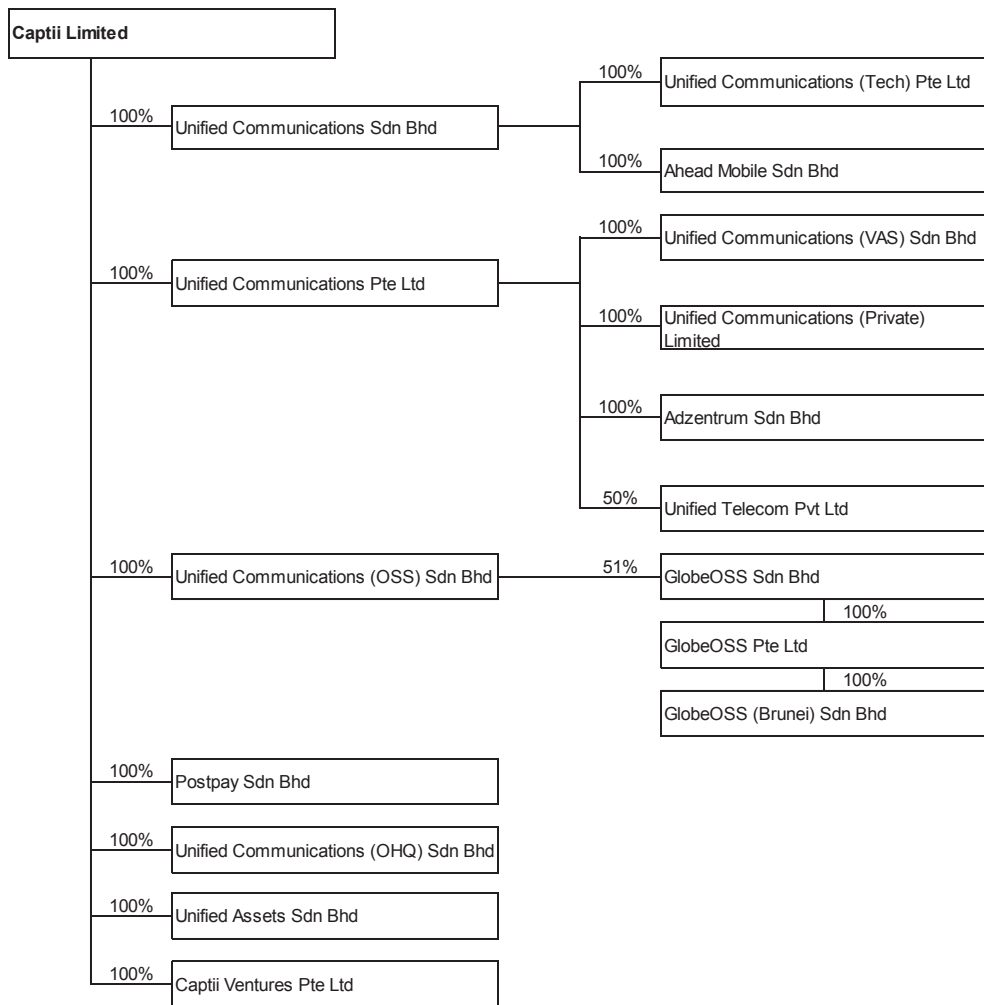 Captii Limited
100%
Unified Communications Sdn Bhd
100%
Unified Communications (Tech) Pte Ltd
100%
Ahead Mobile Sdn Bhd
100%
Unified Communications Pte Ltd
100%
Unified Communications (VAS) Sdn Bhd
100%
Unified Communications (Private)
Limited
100%
Adzentrum Sdn Bhd
50%
Unified Telecom Pvt Ltd
100%
Unified Communications (OSS) Sdn Bhd
51%
GlobeOSS Sdn Bhd
100%
GlobeOSS Pte Ltd
100%
GlobeOSS (Brunei) Sdn Bhd
100%
Postpay Sdn Bhd
100%
Unified Communications (OHQ) Sdn Bhd
100%
Unified Assets Sdn Bhd
100%
Captii Ventures Pte Ltd